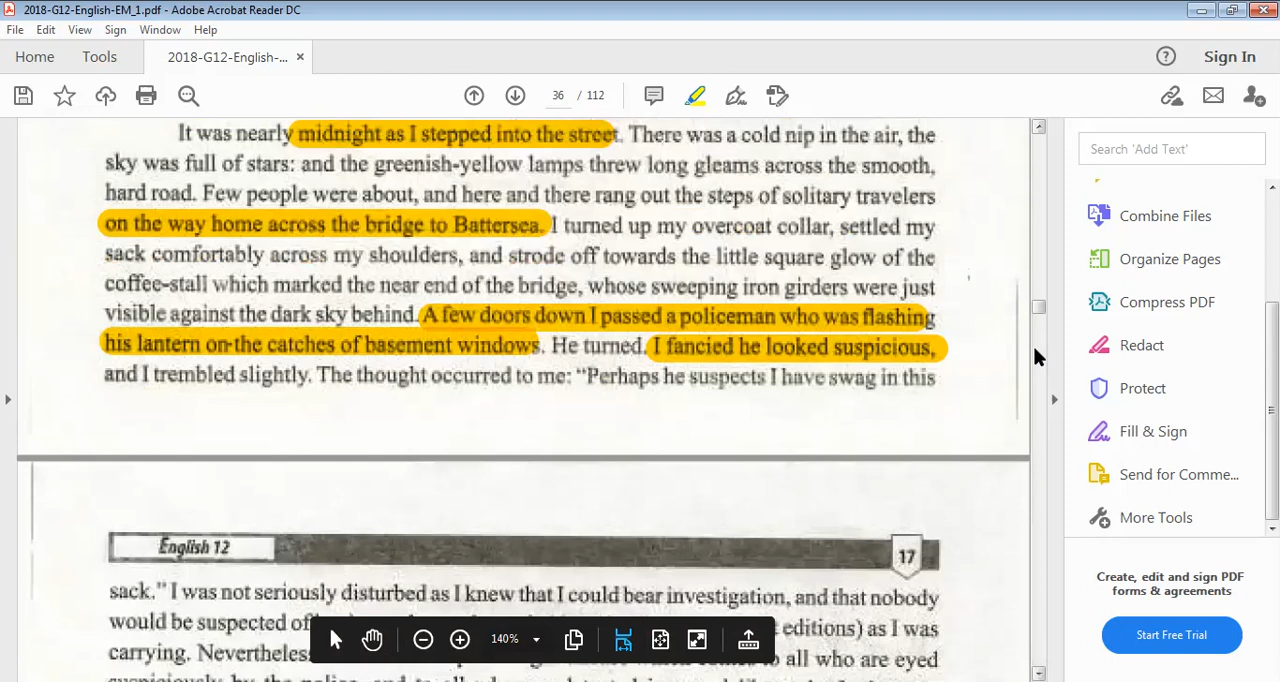 2018-G12-English-EM_1.pdf - Adobe Acrobat Reader DC
File Edit View Sign Window Help
Home Tools 2018-G12-English-... × Sign In
36 / 112
It was nearly midnight as I stepped into the street. There was a cold nip in the air, the
sky was full of stars: and the greenish-yellow lamps threw long gleams across the smooth,
hard road. Few people were about, and here and there rang out the steps of solitary travelers
on the way home across the bridge to Battersea. I turned up my overcoat collar, settled my
sack comfortably across my shoulders, and strode off towards the little square glow of the
coffee-stall which marked the near end of the bridge, whose sweeping iron girders were just
visible against the dark sky behind. A few doors down I passed a policeman who was flashing
his lantern on the catches of basement windows. He turned. I fancied he looked suspicious,
and I trembled slightly. The thought occurred to me: “Perhaps he suspects I have swag in this
English 12 17
sack.” I was not seriously disturbed as I knew that I could bear investigation, and that nobody
would be suspected of editions) as I was
carrying. Nevertheless all who are eyed
suspiciously by the police, and to all
140%
Search 'Add Text'
Combine Files
Organize Pages
Compress PDF
Redact
Protect
Fill & Sign
Send for Comme...
More Tools
Create, edit and sign PDF
forms & agreements
Start Free Trial